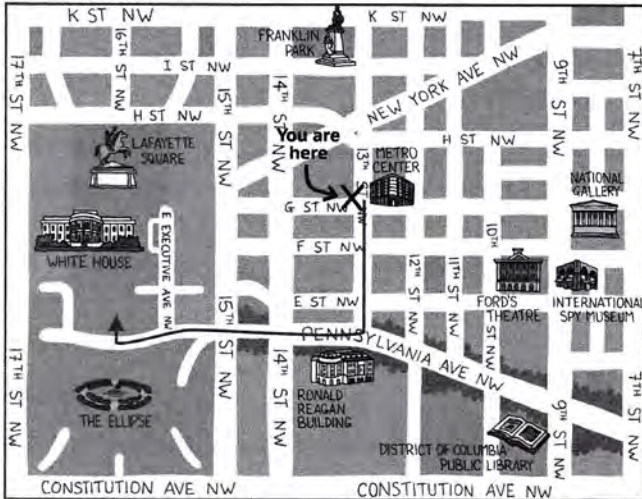 K ST NW
K ST NW
FRANKLIN
PARK
17TH ST NW
16TH ST NW
I ST NW
15TH ST NW
14TH ST NW
H ST NW
NEW YORK AVE NW
9TH ST NW
7TH ST NW
You are
here
LAFAYETTE
SQUARE
13TH ST NW
METRO
CENTER
H ST NW
NATIONAL
GALLERY
G ST NW
WHITE HOUSE
E EXECUTIVE AVE NW
F ST NW
12TH ST NW
11TH ST NW
10TH
ST NW
FORD'S
THEATRE
INTERNATIONAL
SPY MUSEUM
E ST NW
15TH ST NW
PENNSYLVANIA AVE NW
17TH ST NW
14TH ST NW
RONALD
REAGAN
BUILDING
THE ELLIPSE
9TH ST NW
7TH ST NW
DISTRICT OF COLUMBIA
PUBLIC LIBRARY
CONSTITUTION AVE NW
CONSTITUTION AVE NW